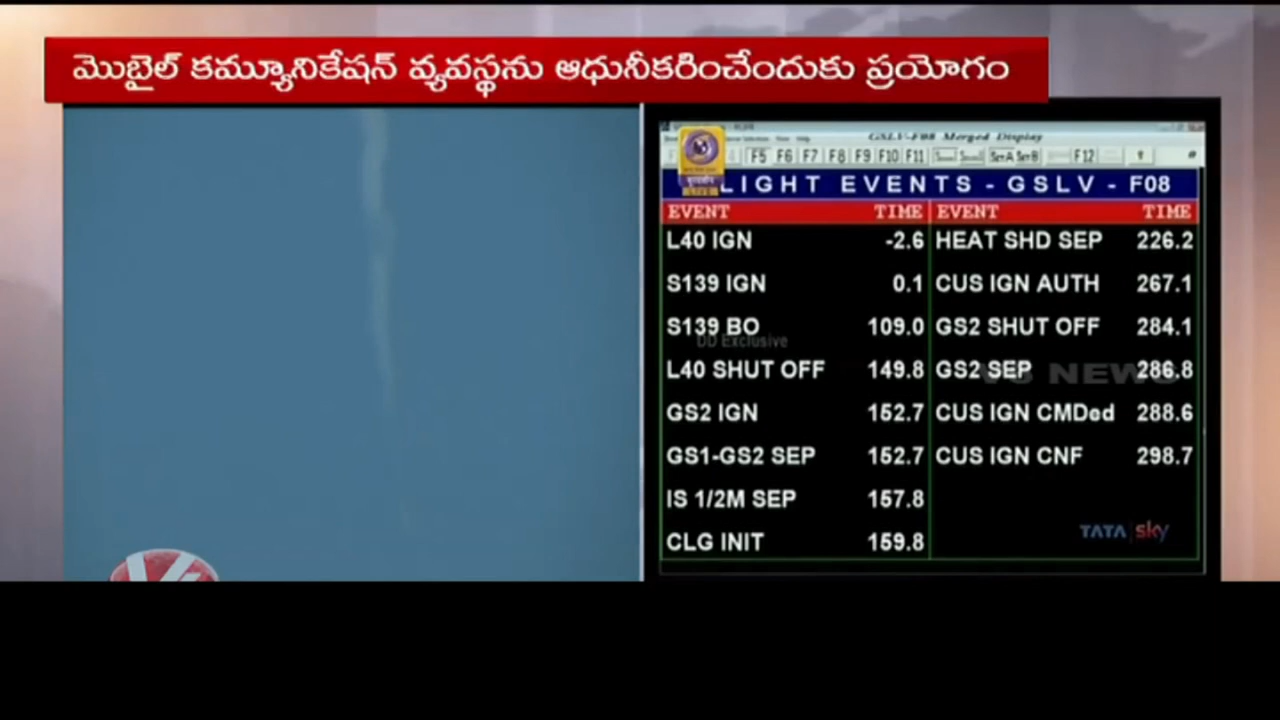 మొబైల్ కమ్యూనికేషన్ వ్యవస్థను ఆధునీకరించేందుకు ప్రయోగం
GSLV-F08 Merged Display
F5 F6 F7 F8 F9 F10 F11 F12
LIGHT EVENTS - GSLV - F08
LIVE
EVENT TIME EVENT TIME
L40 IGN -2.6 HEAT SHD SEP 226.2
S139 IGN 0.1 CUS IGN AUTH 267.1
S139 BO 109.0 GS2 SHUT OFF 284.1
DD Exclusive
L40 SHUT OFF 149.8 GS2 SEP 286.8
V6 NEWS
GS2 IGN 152.7 CUS IGN CMDed 288.6
GS1-GS2 SEP 152.7 CUS IGN CNF 298.7
IS 1/2M SEP 157.8
TATA sky
CLG INIT 159.8